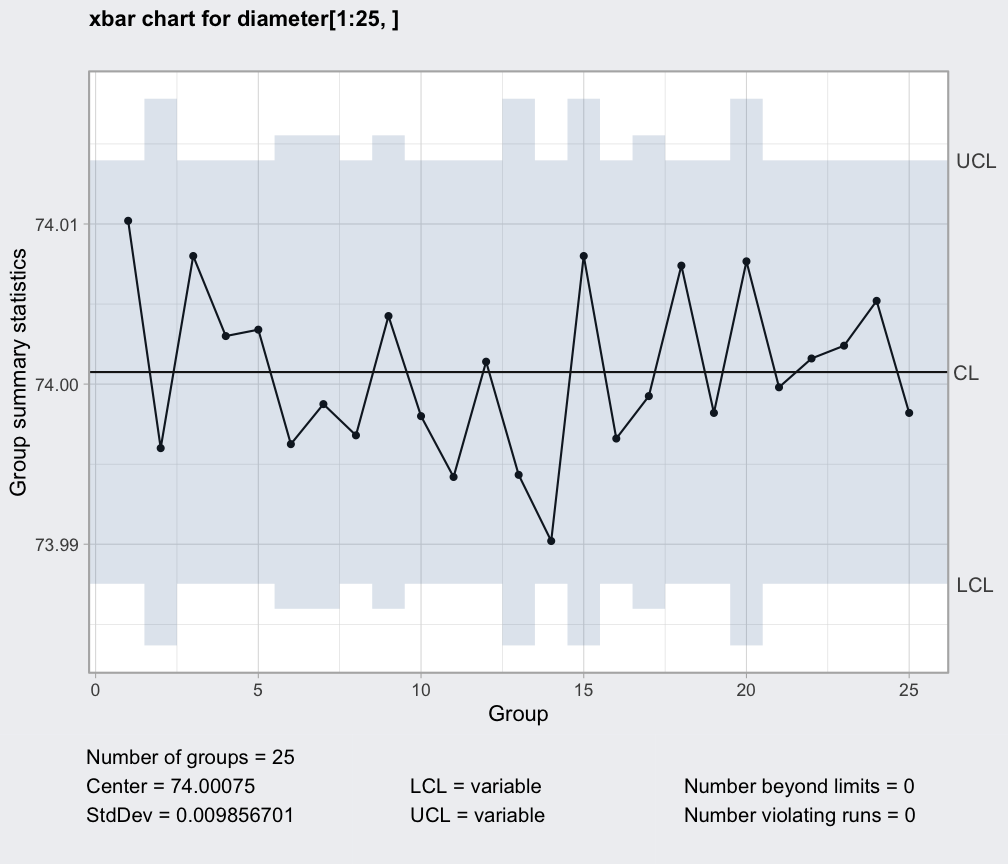 xbar chart for diameter[1:25, ]
UCL
74.01
Group summary statistics
74.00
CL
73.99
LCL
0 5 10 15 20 25
Group
Number of groups = 25
Center = 74.00075 LCL = variable Number beyond limits = 0
StdDev = 0.009856701 UCL = variable Number violating runs = 0